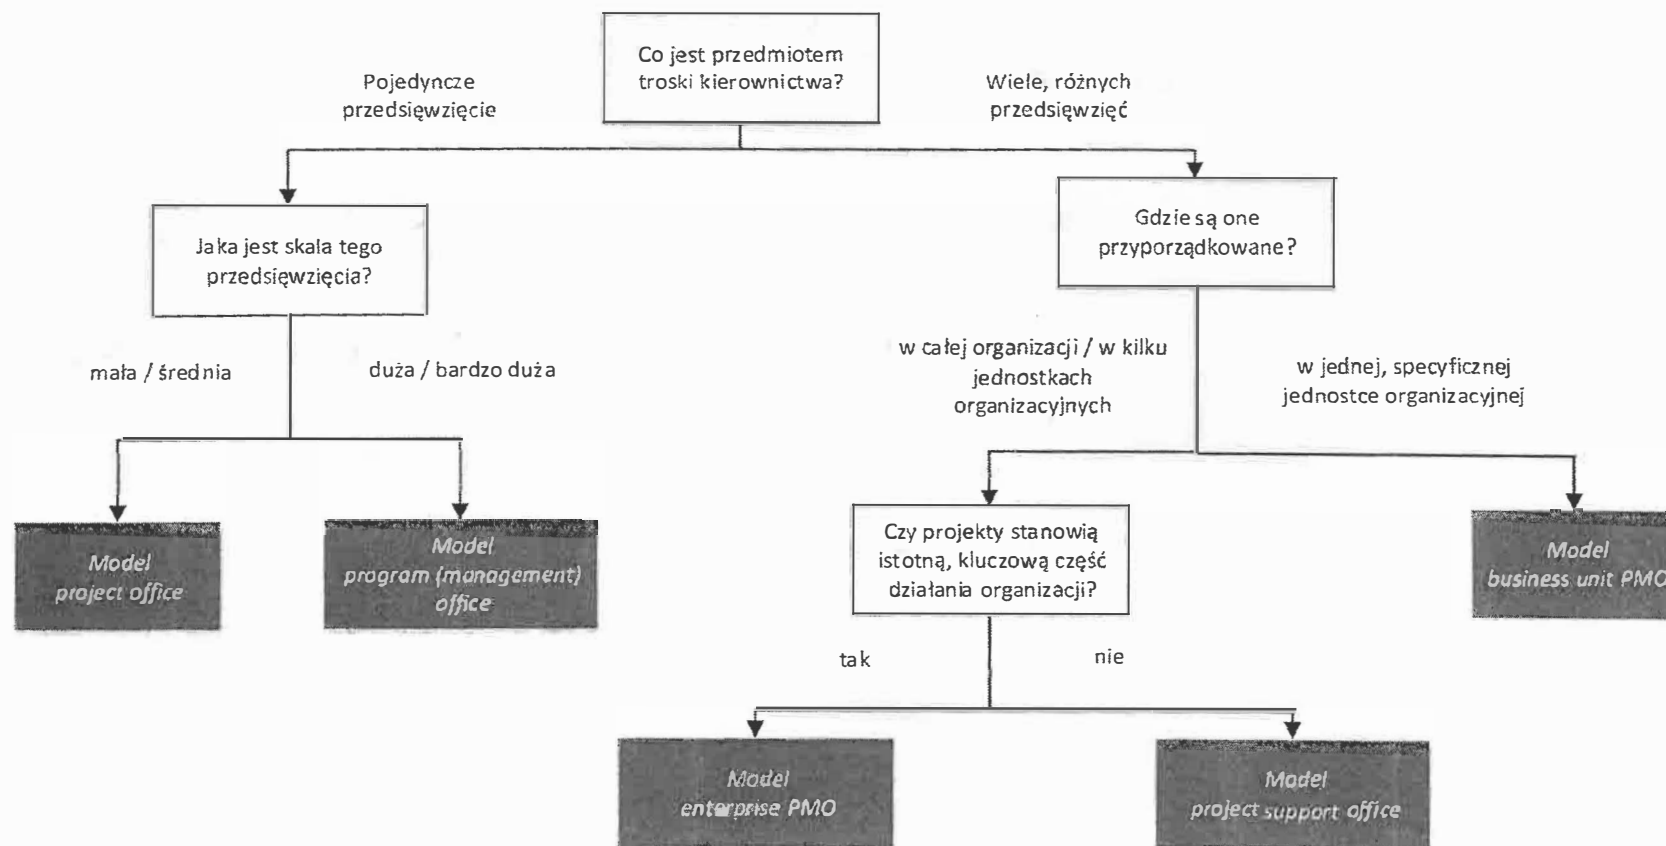 Co jest przedmiotem
troski kierownictwa?
Pojedyncze
przedsięwzięcie
Wiele, różnych
przedsięwzięć
Jaka jest skala tego
przedsięwzięcia?
Gdzie są one
przyporządkowane?
mała / średnia
duża / bardzo duża
w całej organizacji / w kilku
jednostkach
organizacyjnych
w jednej, specyficznej
jednostce organizacyjnej
Model
project office
Model
program (management)
office
Czy projekty stanowią
istotną, kluczową część
działania organizacji?
Model
business unit PMO
tak
nie
Model
enterprise PMO
Model
project support office